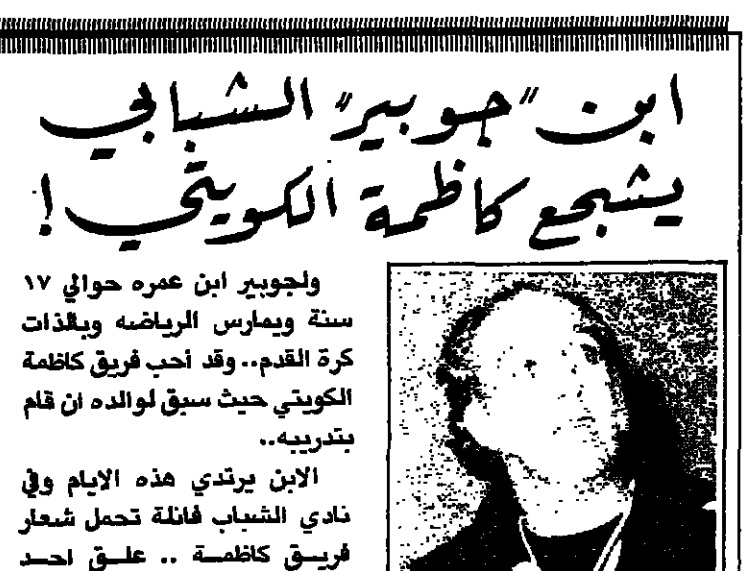 ابن "جوبير" الشبابي
يشجع كاظمة الكويتي !
ولجوبير ابن عمره حوالي ١٧
سنة ويمارس الرياضه وبالذات
كرة القدم.. وقد أحب فريق كاظمة
الكويتي حيث سبق لوالده ان قام
بتدريبه..
الابن يرتدي هذه الايام وفي
نادي الشباب فانلة تحمل شعار
فريق كاظمة .. علق احد